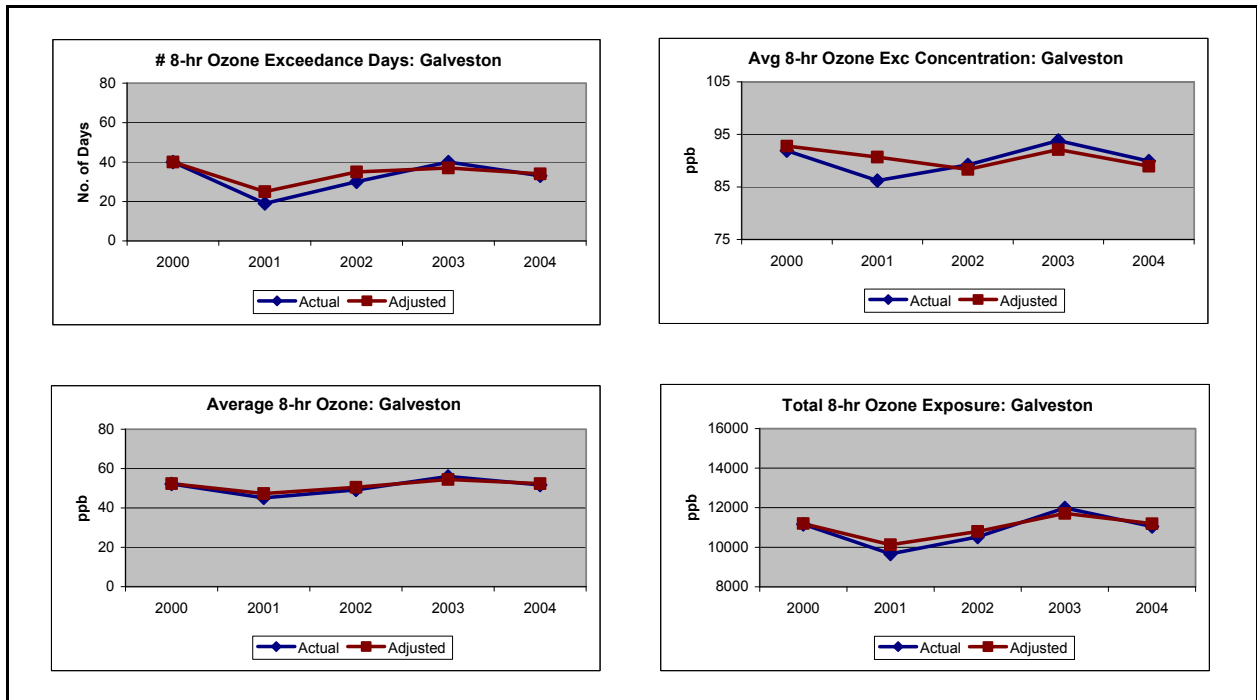 # 8-hr Ozone Exceedance Days: Galveston
80
60
40
20
0
No. of Days
2000 2001 2002 2003 2004
Actual Adjusted
Avg 8-hr Ozone Exc Concentration: Galveston
105
95
85
75
ppb
2000 2001 2002 2003 2004
Actual Adjusted
Average 8-hr Ozone: Galveston
80
60
40
20
0
ppb
2000 2001 2002 2003 2004
Actual Adjusted
Total 8-hr Ozone Exposure: Galveston
16000
14000
12000
10000
8000
ppb
2000 2001 2002 2003 2004
Actual Adjusted